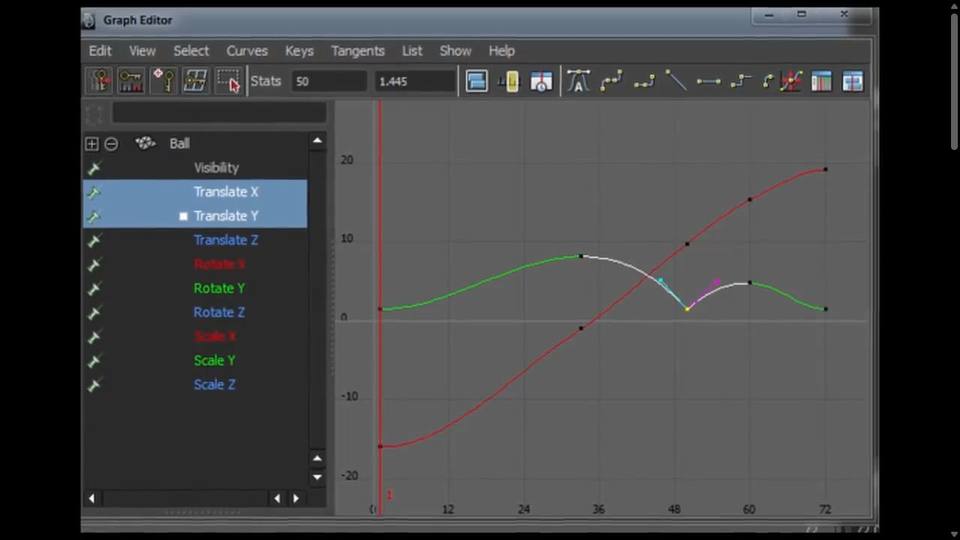 Graph Editor
Edit View Select Curves Keys Tangents List Show Help
Stats 50 1.445
A
Ball
Visibility
Translate X
Translate Y
Translate Z
Rotate X
Rotate Y
Rotate Z
Scale X
Scale Y
Scale Z
20
10
0
-10
-20
1
0 12 24 36 48 60 72